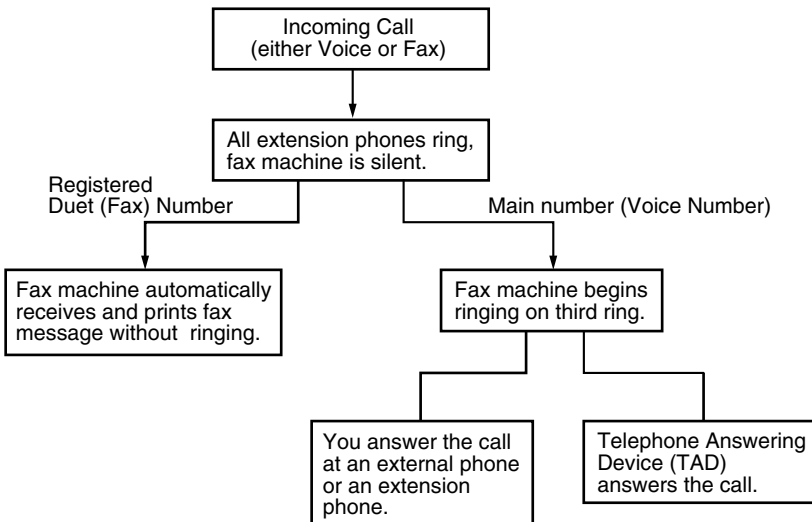 Incoming Call
(either Voice or Fax)
All extension phones ring,
fax machine is silent.
Registered
Duet (Fax) Number
Main number (Voice Number)
Fax machine automatically
receives and prints fax
message without ringing.
Fax machine begins
ringing on third ring.
You answer the call
at an external phone
or an extension
phone.
Telephone Answering
Device (TAD)
answers the call.